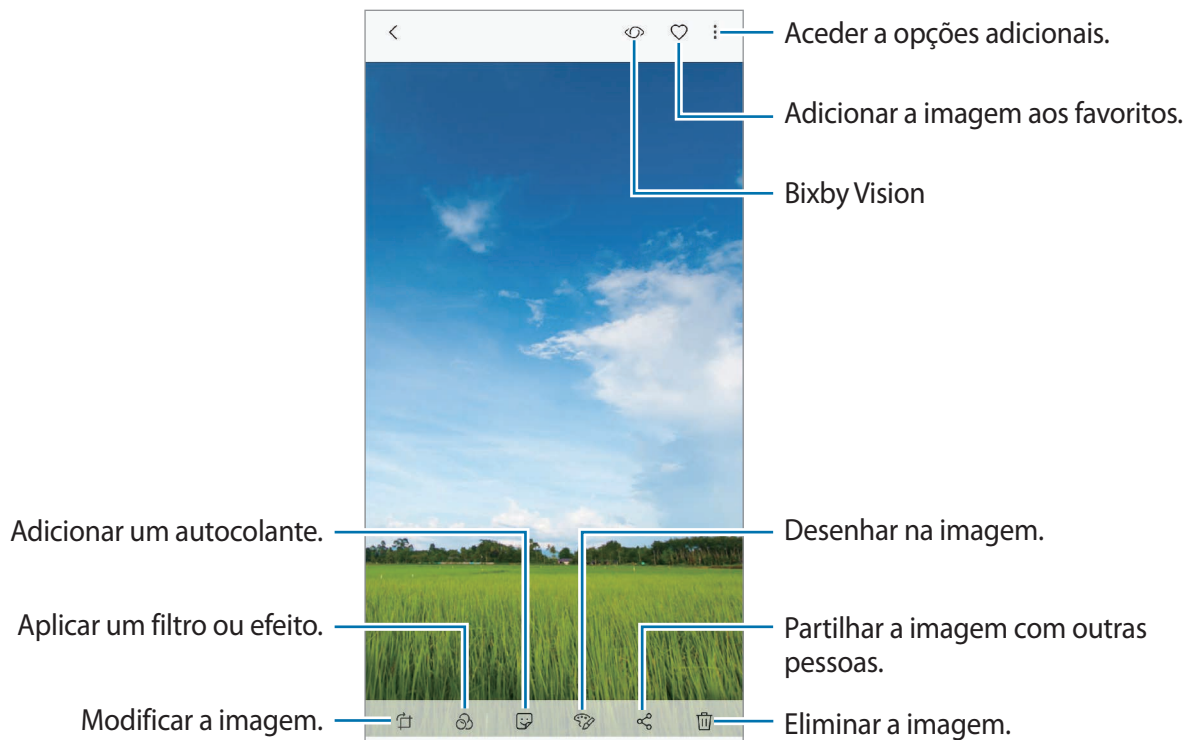 Aceder a opções adicionais.
Adicionar a imagem aos favoritos.
Bixby Vision
Adicionar um autocolante.
Desenhar na imagem.
Aplicar um filtro ou efeito.
Partilhar a imagem com outras
pessoas.
Modificar a imagem.
Eliminar a imagem.